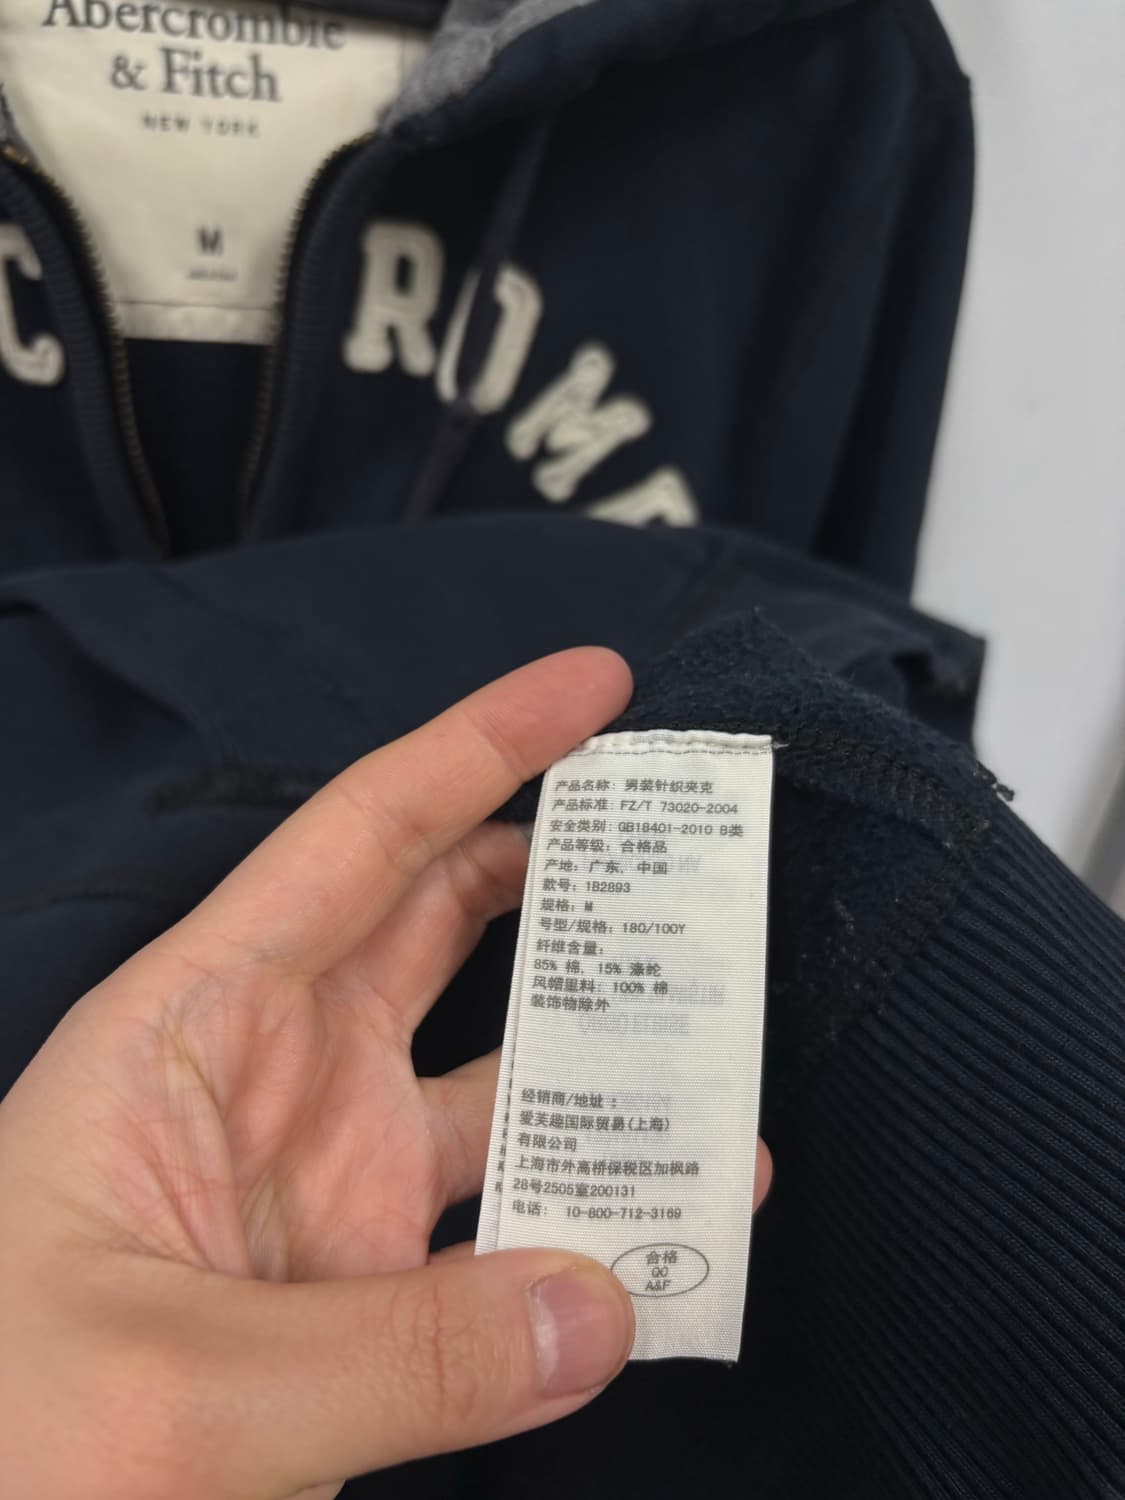 Abercrombie
& Fitch
NEW YORK
M
C ROME
产品名称: 男装针织夹克
产品标准: FZ/T 73020-2004
安全类别: GB18401-2010 B类
产品等级: 合格品
产地: 广东, 中国
款号: 1B2893
规格: M
号型/规格: 180/100Y
纤维含量:
85% 棉, 15% 涤纶
风帽里料: 100% 棉
装饰物除外
经销商/地址:
爱芙趣国际贸易(上海)
有限公司
上海市外高桥保税区加枫路
28号2505室200131
电话: 10-800-712-3169
合格
QC
A&F